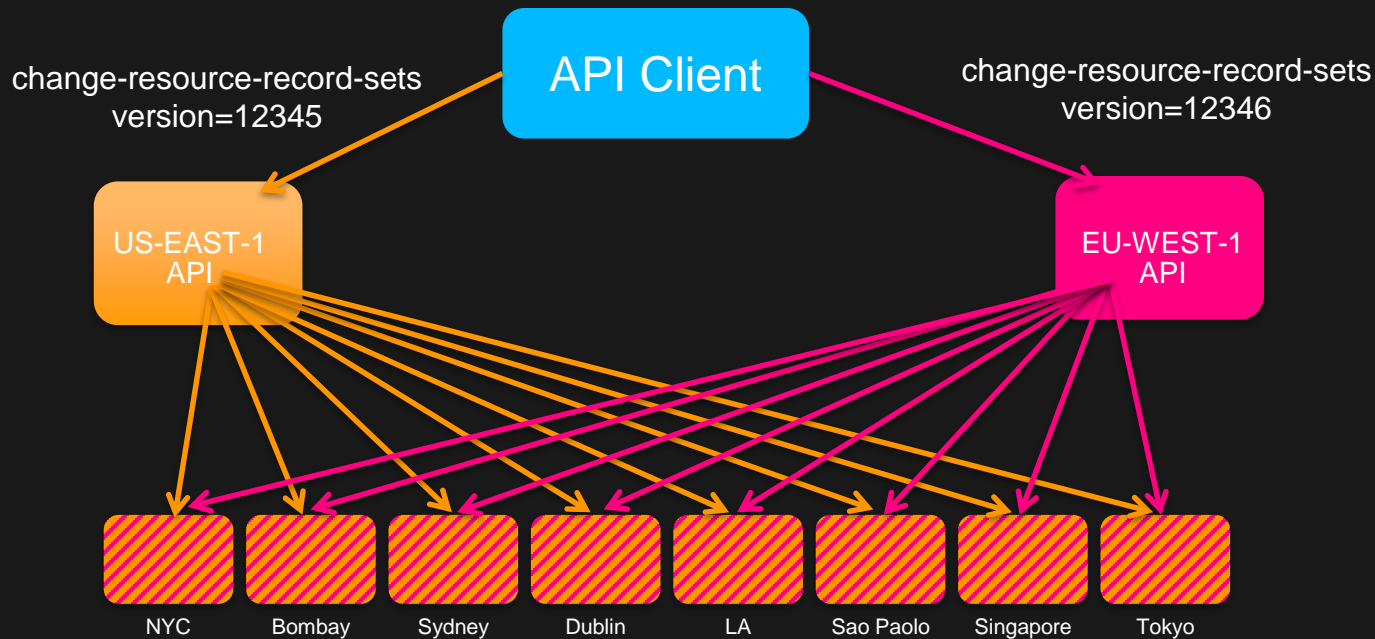 API Client
change-resource-record-sets
version=12345
change-resource-record-sets
version=12346
US-EAST-1
API
EU-WEST-1
API
NYC
Bombay
Sydney
Dublin
LA
Sao Paolo
Singapore
Tokyo